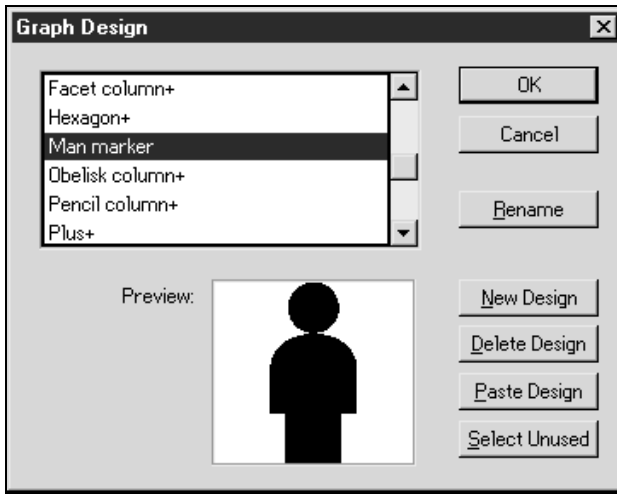 Graph Design
Facet column+
Hexagon+
Man marker
Obelisk column+
Pencil column+
Plus+
OK
Cancel
Rename
Preview:
New Design
Delete Design
Paste Design
Select Unused